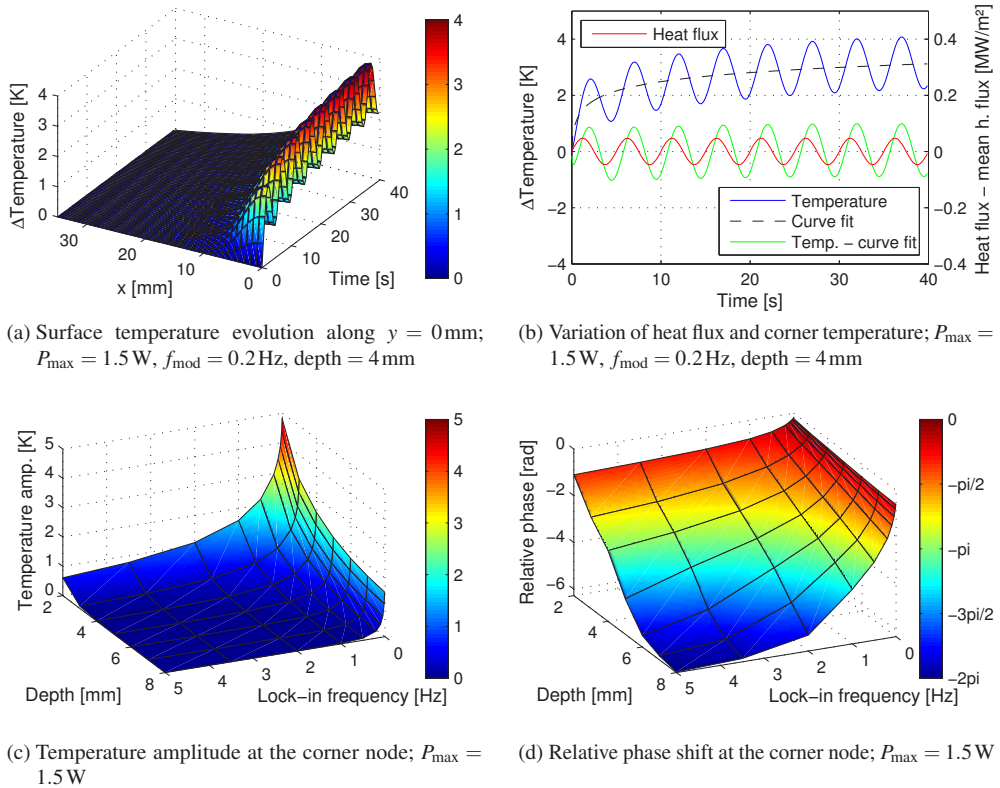 4
3
2
1
0
ΔTemperature [K]
30
20
10
0
x [mm]
0
10
20
30
40
Time [s]
4
3
2
1
0
(a) Surface temperature evolution along y = 0 mm;
Pmax = 1.5 W, fmod = 0.2 Hz, depth = 4 mm
4
2
0
−2
−4
ΔTemperature [K]
Heat flux
Temperature
Curve fit
Temp. − curve fit
0
10
20
30
40
Time [s]
0.4
0.2
0
−0.2
−0.4
Heat flux − mean h. flux [MW/m²]
(b) Variation of heat flux and corner temperature; Pmax =
1.5 W, fmod = 0.2 Hz, depth = 4 mm
5
4
3
2
1
0
Temperature amp. [K]
2
4
6
8
Depth [mm]
5
4
3
2
1
0
Lock−in frequency [Hz]
5
4
3
2
1
0
(c) Temperature amplitude at the corner node; Pmax =
1.5 W
0
−2
−4
−6
Relative phase [rad]
2
4
6
8
Depth [mm]
5
4
3
2
1
0
Lock−in frequency [Hz]
0
−pi/2
−pi
−3pi/2
−2pi
(d) Relative phase shift at the corner node; Pmax = 1.5 W